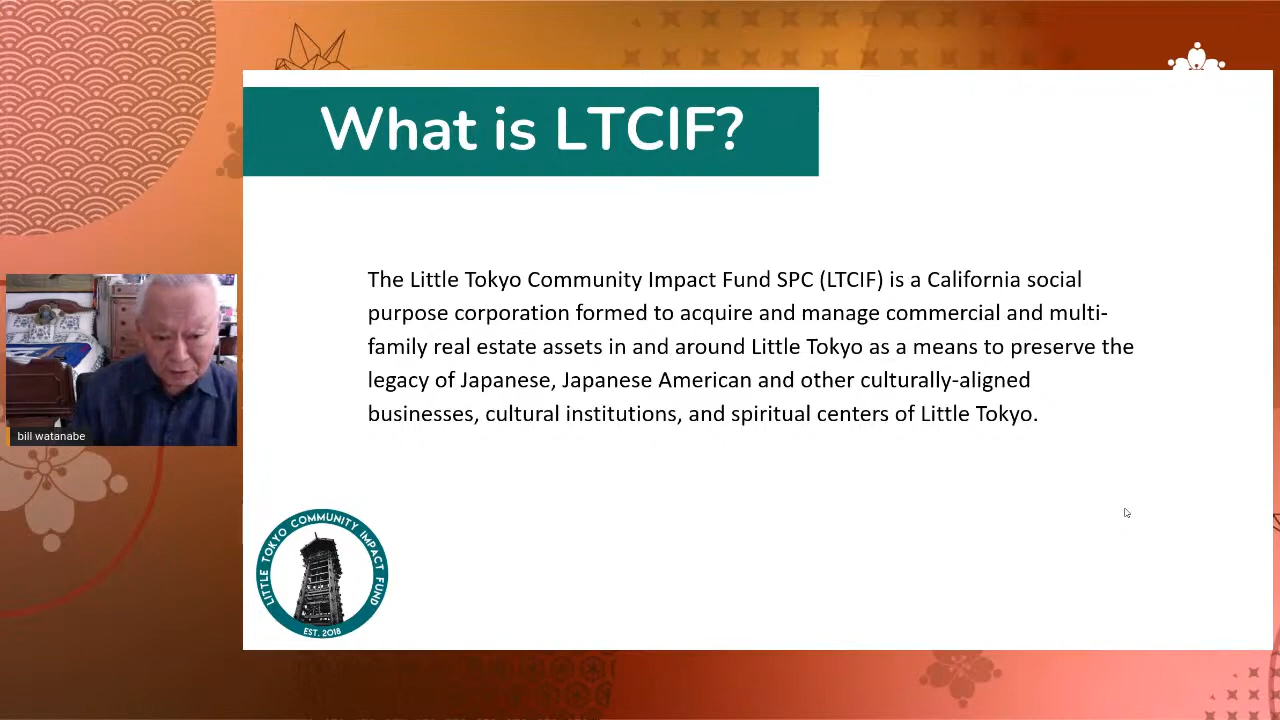 What is LTCIF?
The Little Tokyo Community Impact Fund SPC (LTCIF) is a California social
purpose corporation formed to acquire and manage commercial and multi-
family real estate assets in and around Little Tokyo as a means to preserve the
legacy of Japanese, Japanese American and other culturally-aligned
businesses, cultural institutions, and spiritual centers of Little Tokyo.
bill watanabe
LITTLE TOKYO COMMUNITY IMPACT FUND
EST. 2018